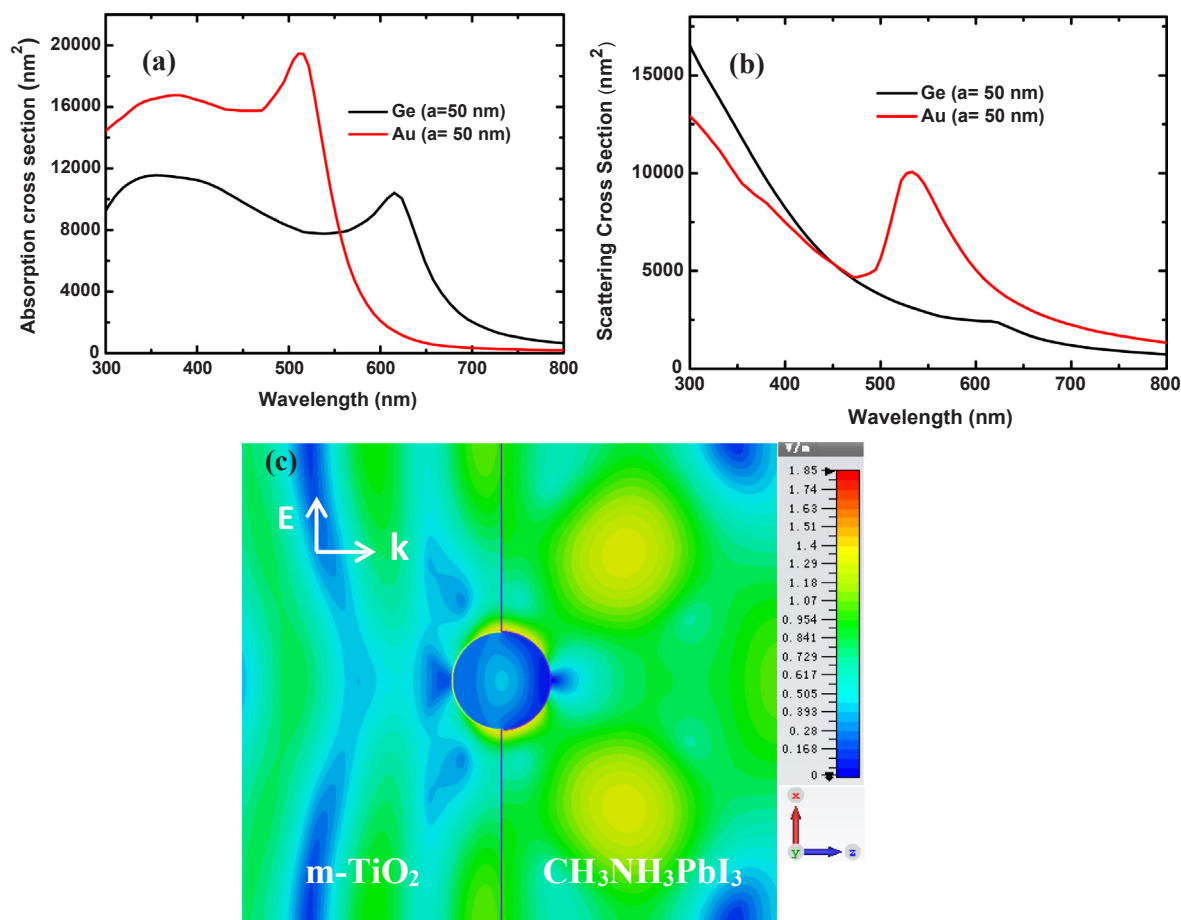 (a)
Absorption cross section (nm²)
20000
16000
12000
8000
4000
0
Ge (a=50 nm)
Au (a= 50 nm)
300 400 500 600 700 800
Wavelength (nm)
(b)
Scattering Cross Section (nm²)
15000
10000
5000
0
Ge (a= 50 nm)
Au (a= 50 nm)
300 400 500 600 700 800
Wavelength (nm)
(c)
E
k
m-TiO₂
CH₃NH₃PbI₃
V/m
1.85
1.74
1.63
1.51
1.4
1.29
1.18
1.07
0.954
0.841
0.729
0.617
0.505
0.393
0.28
0.168
0
x
y
z